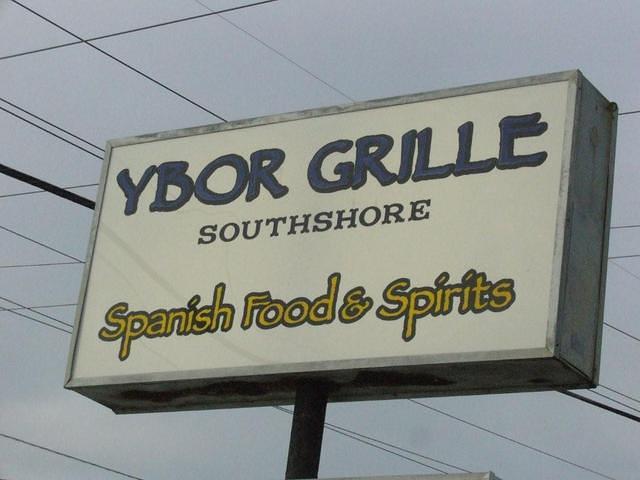 YBOR GRILLE
SOUTHSHORE
Spanish Food & Spirits